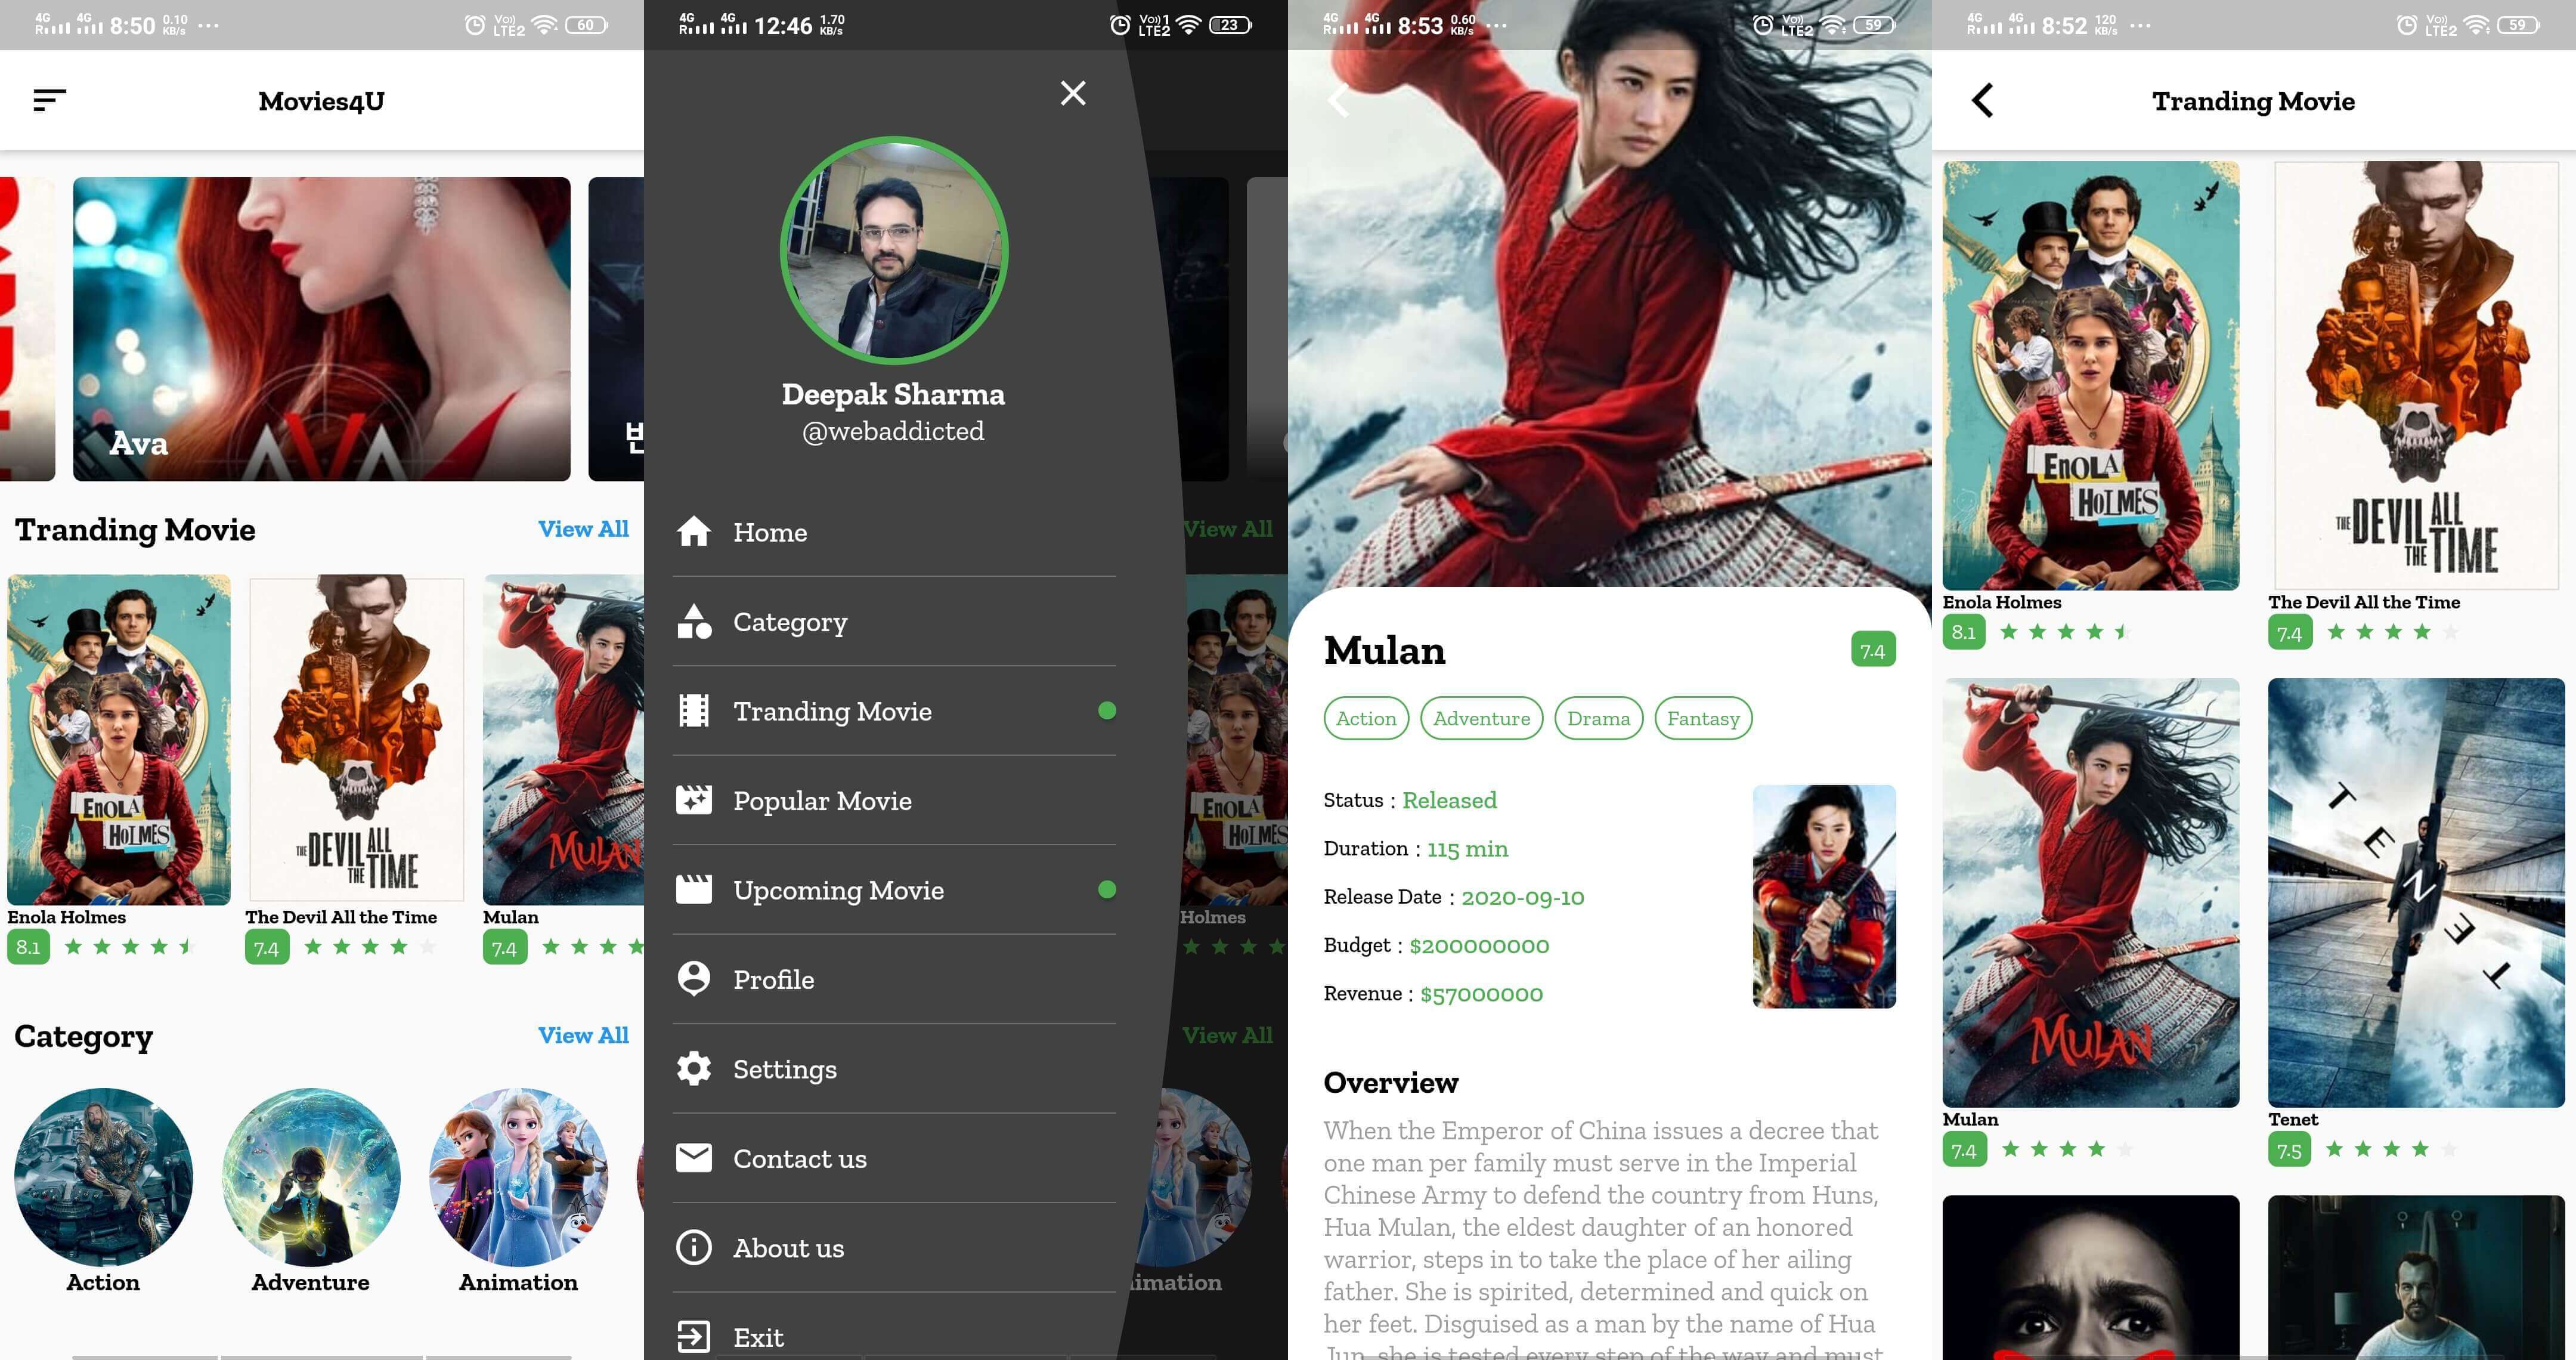 4G R 4G 8:50 0.10 KB/s ... Vo)) LTE2 60
Movies4U
Ava
AVA
Tranding Movie
View All
ENOLA
HOLMES
THE DEVIL ALL
THE TIME
MULAN
Enola Holmes
The Devil All the Time
Mulan
8.1
7.4
7.4
Category
View All
Action
Adventure
Animation
4G R 4G 12:46 1.70 KB/s Vo)) 1 LTE2 23
Deepak Sharma
@webaddicted
Home
Category
Tranding Movie
Popular Movie
Upcoming Movie
Profile
Settings
Contact us
About us
Exit
View All
ENOLA
HOLMES
Holmes
View All
imation
4G R 4G 8:53 0.60 KB/s ... Vo)) LTE2 59
Mulan
7.4
Action
Adventure
Drama
Fantasy
Status : Released
Duration : 115 min
Release Date : 2020-09-10
Budget : $200000000
Revenue : $57000000
Overview
When the Emperor of China issues a decree that
one man per family must serve in the Imperial
Chinese Army to defend the country from Huns,
Hua Mulan, the eldest daughter of an honored
warrior, steps in to take the place of her ailing
father. She is spirited, determined and quick on
her feet. Disguised as a man by the name of Hua
Jun, she is tested every step of the way and must
4G R 4G 8:52 120 KB/s ... Vo)) LTE2 59
Tranding Movie
ENOLA
HOLMES
THE DEVIL ALL
THE TIME
Enola Holmes
The Devil All the Time
8.1
7.4
MULAN
TENET
Mulan
Tenet
7.4
7.5